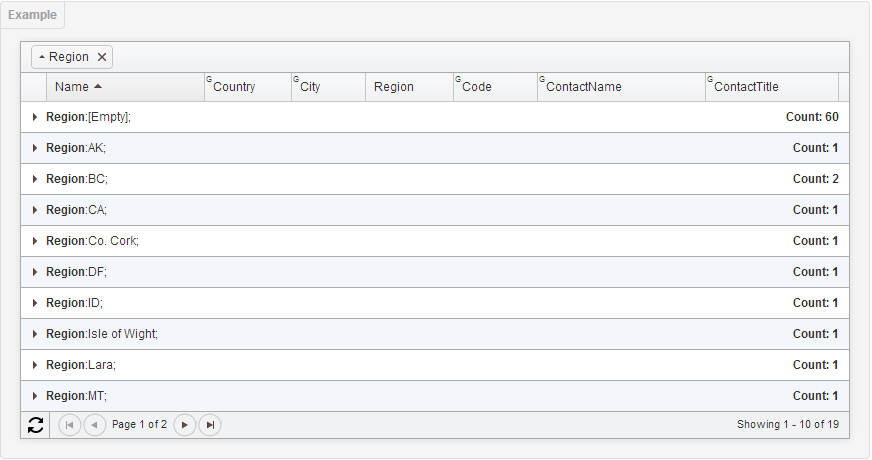 Example
Region
Name G Country G City Region G Code G ContactName G ContactTitle
Region:[Empty]; Count: 60
Region:AK; Count: 1
Region:BC; Count: 2
Region:CA; Count: 1
Region:Co. Cork; Count: 1
Region:DF; Count: 1
Region:ID; Count: 1
Region:Isle of Wight; Count: 1
Region:Lara; Count: 1
Region:MT; Count: 1
Page 1 of 2 Showing 1 - 10 of 19